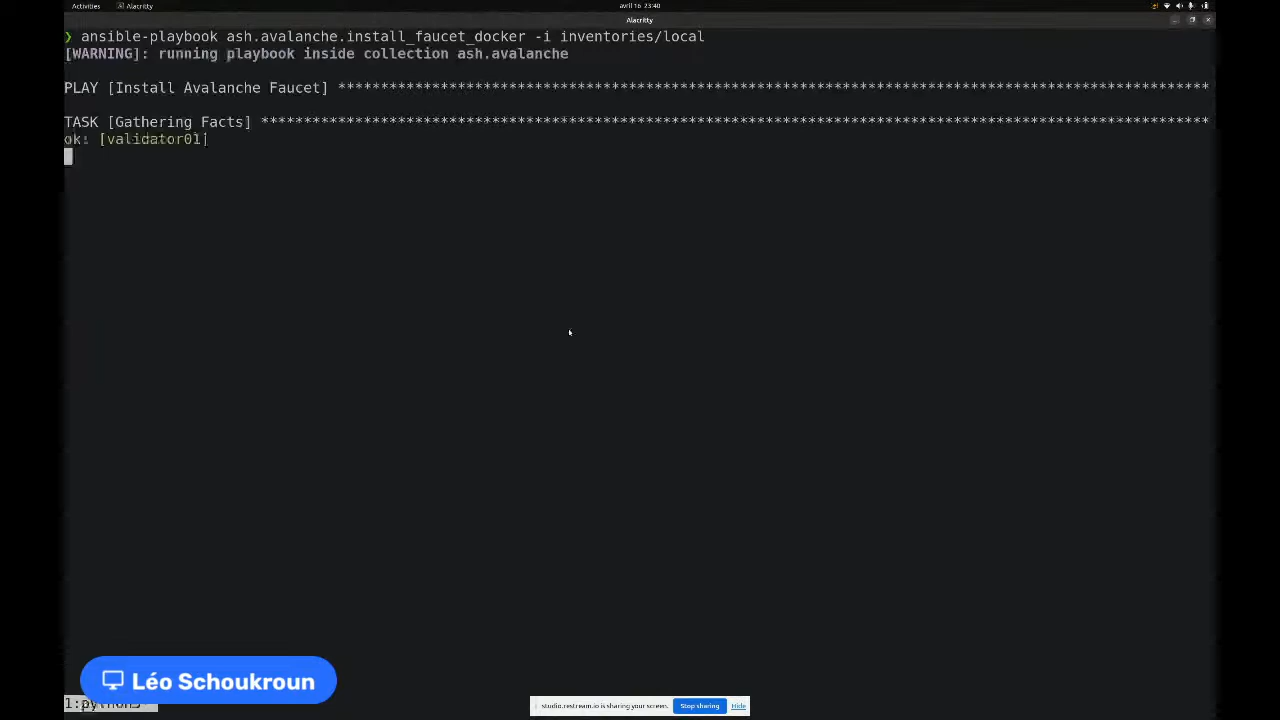 Activities Alacritty avril 16 23:40
Alacritty
❯ ansible-playbook ash.avalanche.install_faucet_docker -i inventories/local
[WARNING]: running playbook inside collection ash.avalanche
PLAY [Install Avalanche Faucet] ******************************************************************************************************
TASK [Gathering Facts] ***************************************************************************************************************
ok: [validator01]
Léo Schoukroun
studio.restream.io is sharing your screen. Stop sharing Hide